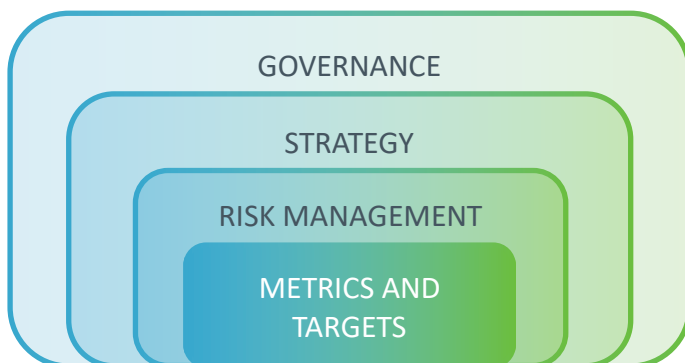 GOVERNANCE
STRATEGY
RISK MANAGEMENT
METRICS AND
TARGETS